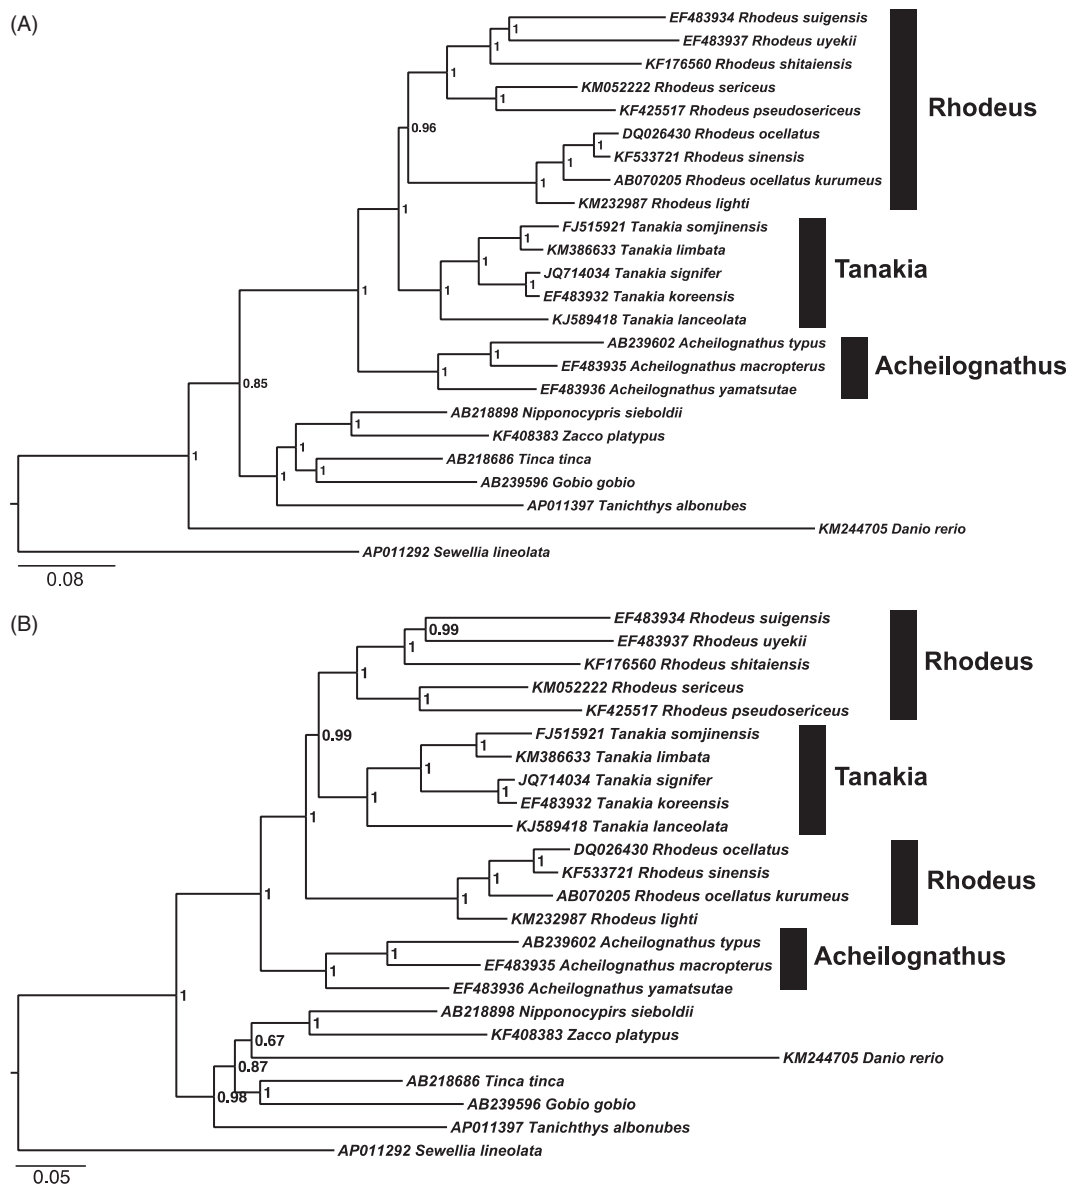 (A)
EF483934 Rhodeus suigensis
1
EF483937 Rhodeus uyekii
1
KF176560 Rhodeus shitaiensis
1
KM052222 Rhodeus sericeus
1
KF425517 Rhodeus pseudosericeus
Rhodeus
0.96
DQ026430 Rhodeus ocellatus
1
KF533721 Rhodeus sinensis
1
AB070205 Rhodeus ocellatus kurumeus
1
KM232987 Rhodeus lighti
1
FJ515921 Tanakia somjinensis
1
KM386633 Tanakia limbata
1
JQ714034 Tanakia signifer
Tanakia
1
EF483932 Tanakia koreensis
1
1
KJ589418 Tanakia lanceolata
AB239602 Acheilognathus typus
1
EF483935 Acheilognathus macropterus
Acheilognathus
1
EF483936 Acheilognathus yamatsutae
0.85
AB218898 Nipponocypris sieboldii
1
KF408383 Zacco platypus
1
AB218686 Tinca tinca
1
1
AB239596 Gobio gobio
1
AP011397 Tanichthys albonubes
KM244705 Danio rerio
AP011292 Sewellia lineolata
0.08
(B)
EF483934 Rhodeus suigensis
0.99
EF483937 Rhodeus uyekii
1
KF176560 Rhodeus shitaiensis
Rhodeus
1
KM052222 Rhodeus sericeus
1
KF425517 Rhodeus pseudosericeus
0.99
FJ515921 Tanakia somjinensis
1
KM386633 Tanakia limbata
1
JQ714034 Tanakia signifer
Tanakia
1
EF483932 Tanakia koreensis
1
KJ589418 Tanakia lanceolata
1
DQ026430 Rhodeus ocellatus
1
KF533721 Rhodeus sinensis
1
Rhodeus
AB070205 Rhodeus ocellatus kurumeus
1
KM232987 Rhodeus lighti
1
AB239602 Acheilognathus typus
1
EF483935 Acheilognathus macropterus
Acheilognathus
1
EF483936 Acheilognathus yamatsutae
1
AB218898 Nipponocypirs sieboldii
1
KF408383 Zacco platypus
0.67
KM244705 Danio rerio
0.87
AB218686 Tinca tinca
1
0.98
AB239596 Gobio gobio
AP011397 Tanichthys albonubes
AP011292 Sewellia lineolata
0.05